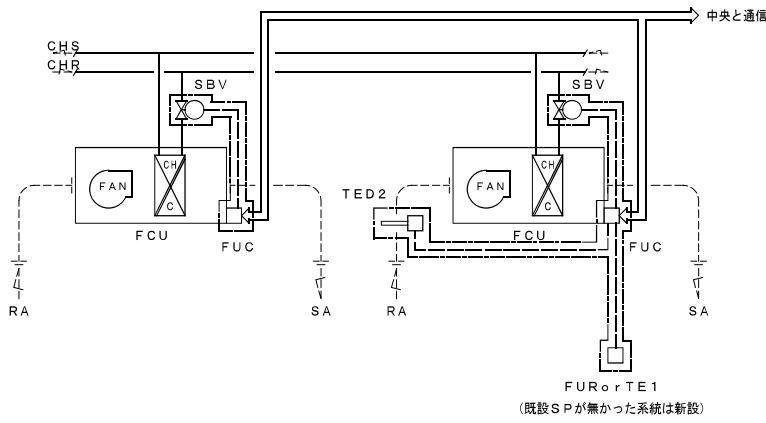 中央と通信
CHS
CHR
SBV
SBV
FAN
CH
C
FCU
FUC
TED2
FAN
CH
C
FCU
FUC
RA
SA
RA
SA
FURorTE1
(既設SPが無かった系統は新設)